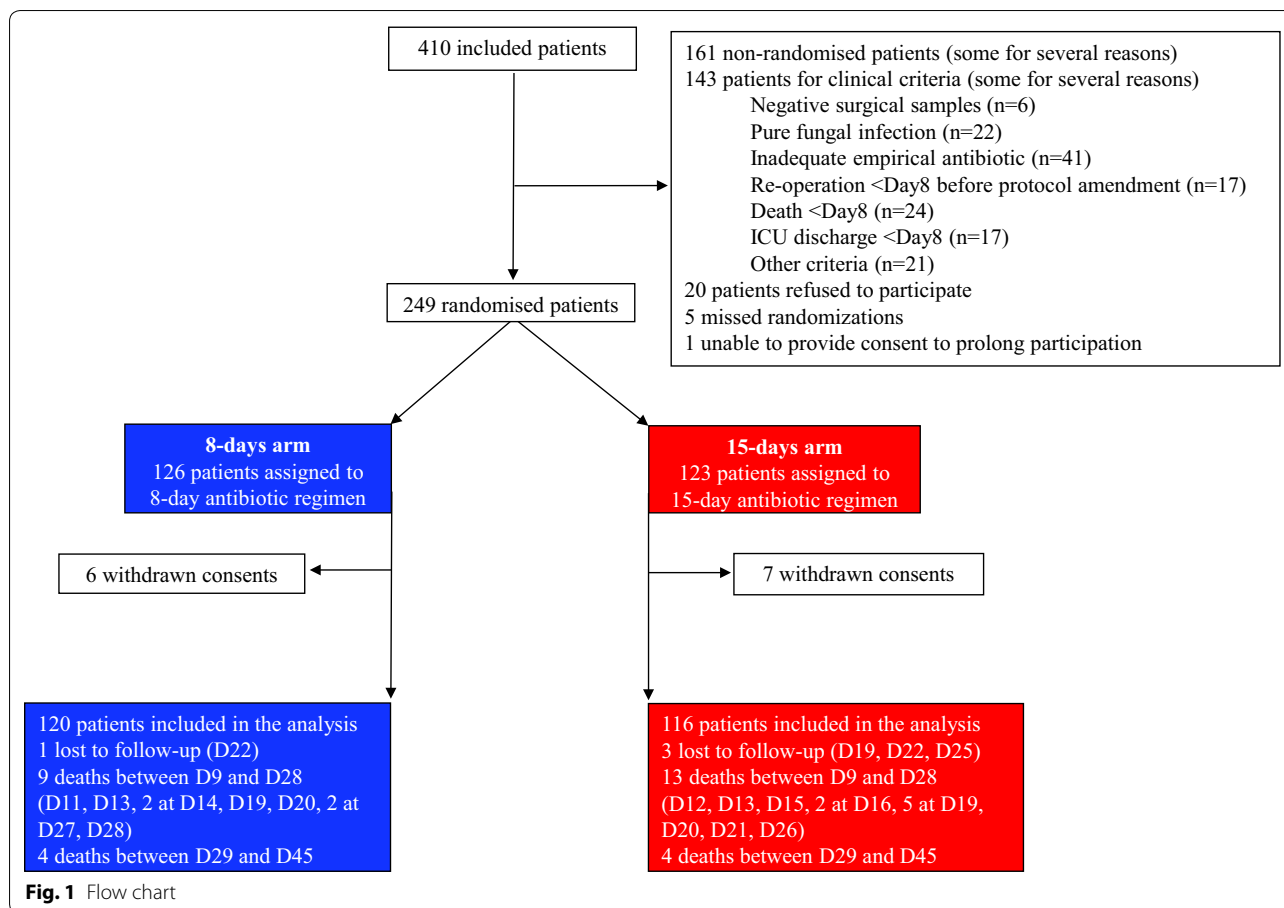 410 included patients
161 non-randomised patients (some for several reasons)
143 patients for clinical criteria (some for several reasons)
Negative surgical samples (n=6)
Pure fungal infection (n=22)
Inadequate empirical antibiotic (n=41)
Re-operation <Day8 before protocol amendment (n=17)
Death <Day8 (n=24)
ICU discharge <Day8 (n=17)
Other criteria (n=21)
20 patients refused to participate
5 missed randomizations
1 unable to provide consent to prolong participation
249 randomised patients
8-days arm
126 patients assigned to
8-day antibiotic regimen
15-days arm
123 patients assigned to
15-day antibiotic regimen
6 withdrawn consents
7 withdrawn consents
120 patients included in the analysis
1 lost to follow-up (D22)
9 deaths between D9 and D28
(D11, D13, 2 at D14, D19, D20, 2 at
D27, D28)
4 deaths between D29 and D45
116 patients included in the analysis
3 lost to follow-up (D19, D22, D25)
13 deaths between D9 and D28
(D12, D13, D15, 2 at D16, 5 at D19,
D20, D21, D26)
4 deaths between D29 and D45
Fig. 1 Flow chart